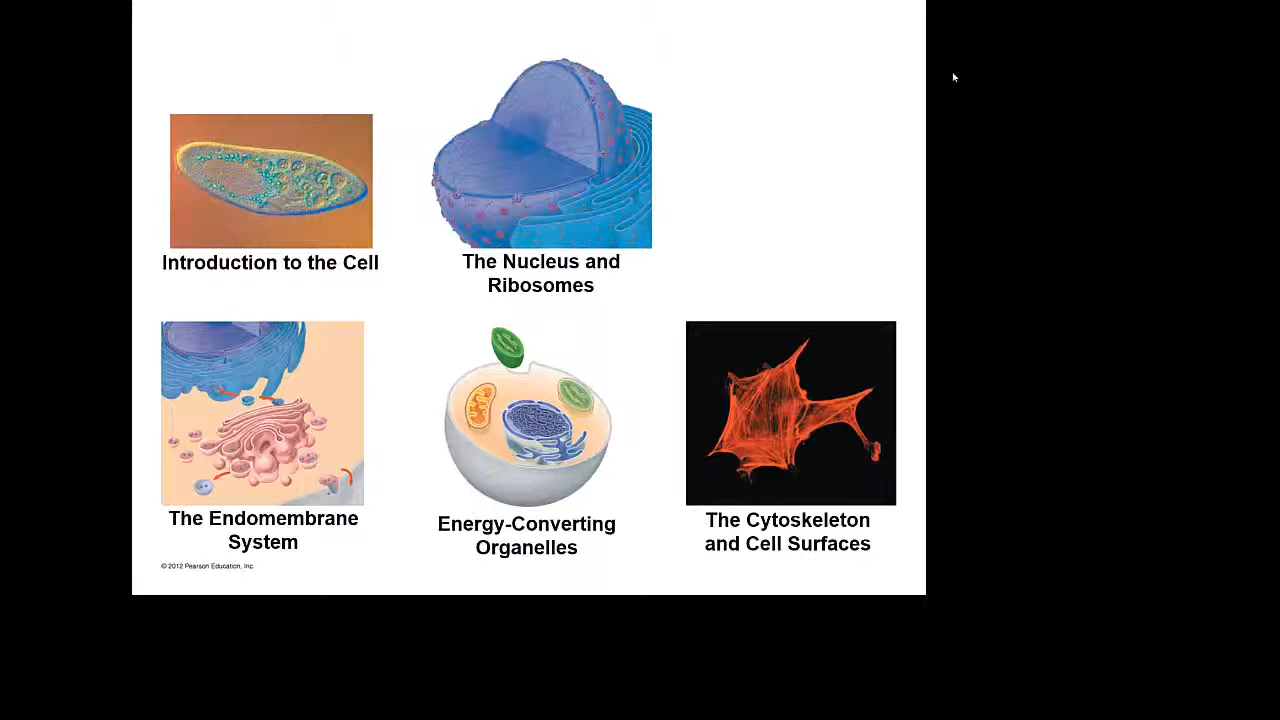 Introduction to the Cell
The Nucleus and
Ribosomes
The Endomembrane
System
Energy-Converting
Organelles
The Cytoskeleton
and Cell Surfaces
© 2012 Pearson Education, Inc.